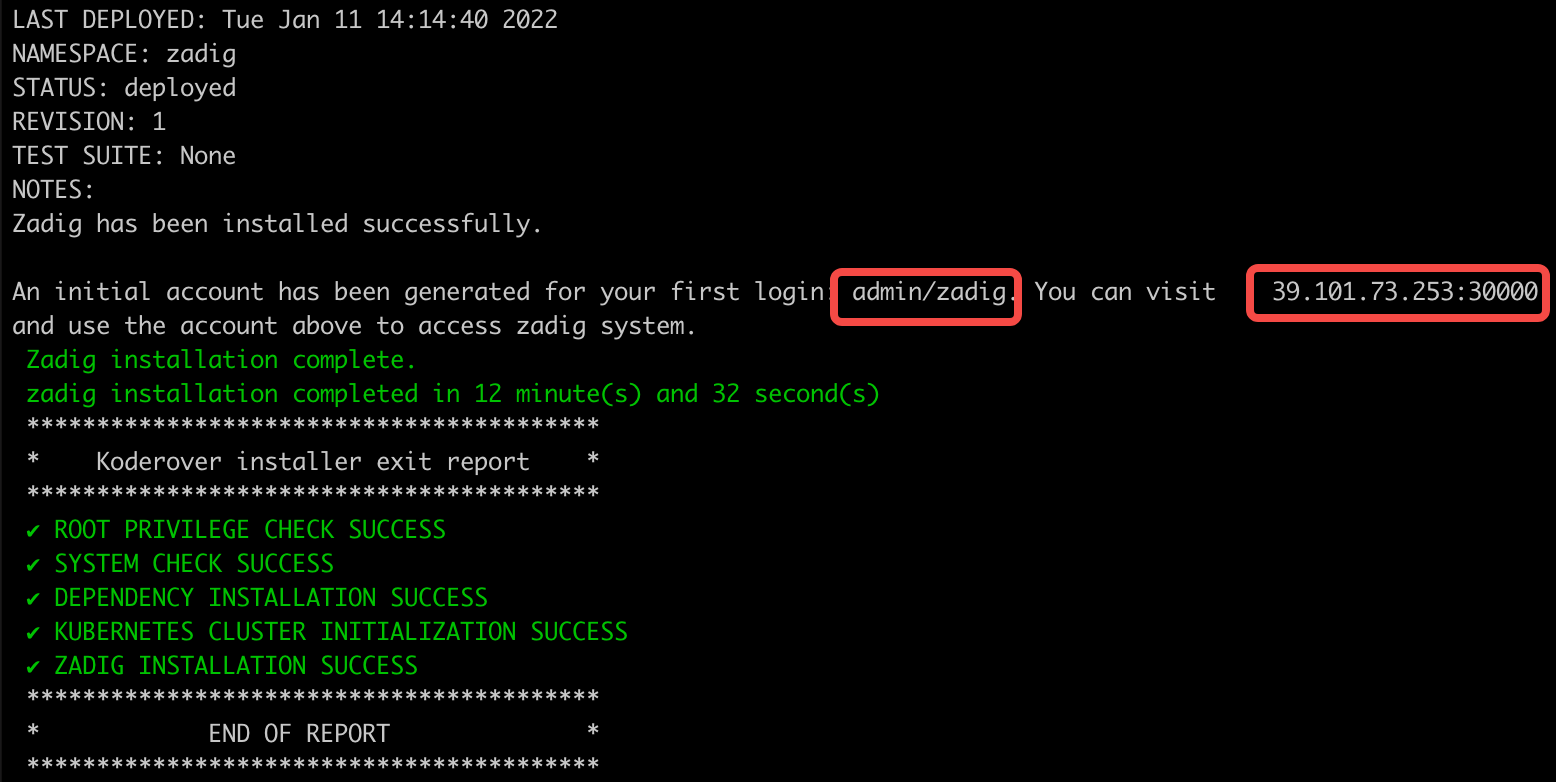 LAST DEPLOYED: Tue Jan 11 14:14:40 2022
NAMESPACE: zadig
STATUS: deployed
REVISION: 1
TEST SUITE: None
NOTES:
Zadig has been installed successfully.
An initial account has been generated for your first login: admin/zadig. You can visit 39.101.73.253:30000
and use the account above to access zadig system.
Zadig installation complete.
zadig installation completed in 12 minute(s) and 32 second(s)
*****************************************
*    Koderover installer exit report    *
*****************************************
✔ ROOT PRIVILEGE CHECK SUCCESS
✔ SYSTEM CHECK SUCCESS
✔ DEPENDENCY INSTALLATION SUCCESS
✔ KUBERNETES CLUSTER INITIALIZATION SUCCESS
✔ ZADIG INSTALLATION SUCCESS
*****************************************
*            END OF REPORT              *
*****************************************